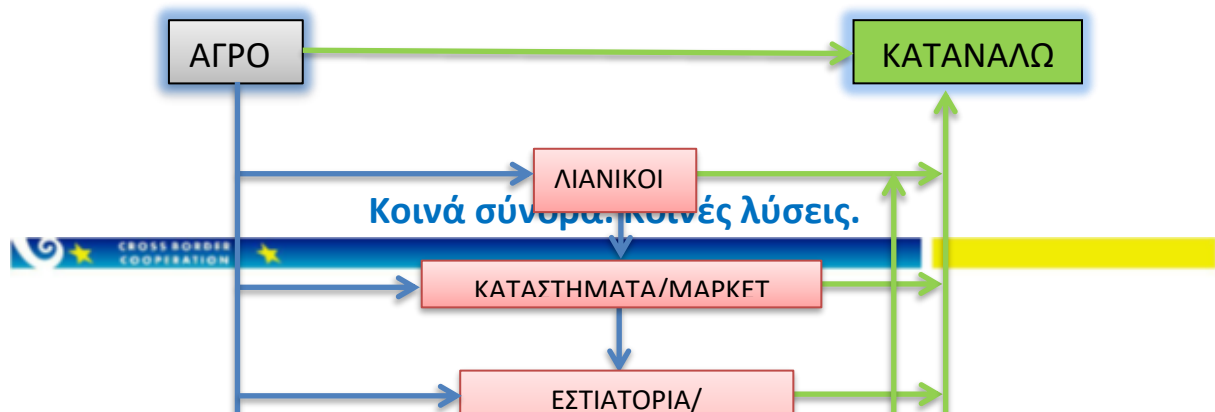 ΑΓΡΟ
ΚΑΤΑΝΑΛΩ
ΛΙΑΝΙΚΟΙ
Κοινά σύνορα. Κοινές λύσεις.
CROSS BORDER
COOPERATION
ΚΑΤΑΣΤΗΜΑΤΑ/ΜΑΡΚΕΤ
ΕΣΤΙΑΤΟΡΙΑ/